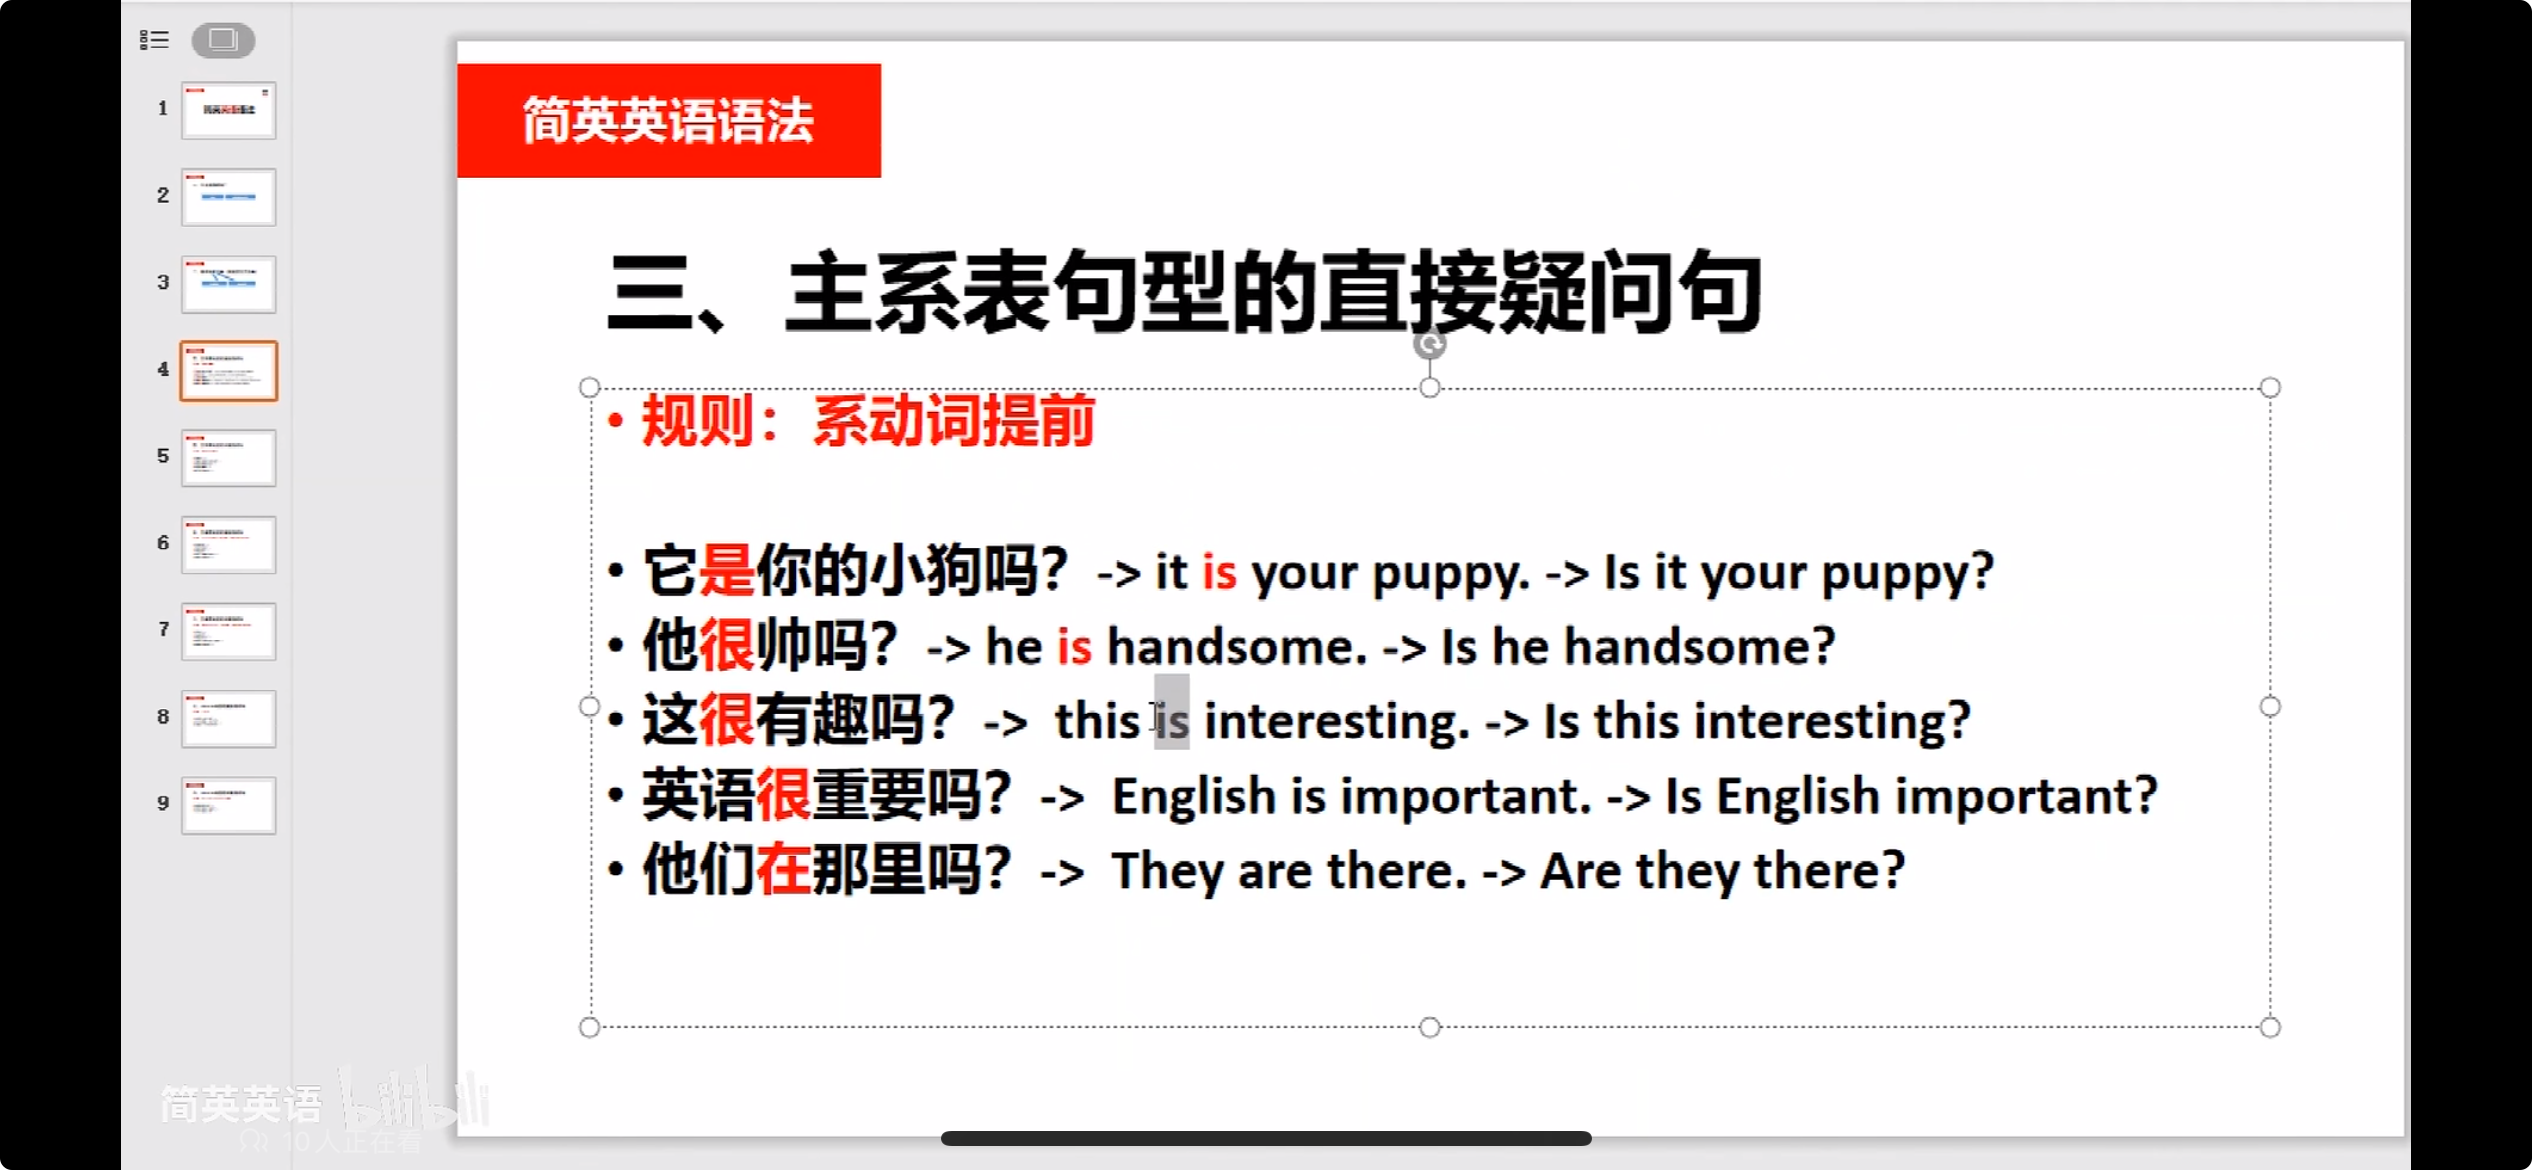 简英英语语法
三、主系表句型的直接疑问句
• 规则：系动词提前
• 它是你的小狗吗？ -> it is your puppy. -> Is it your puppy?
• 他很帅吗？ -> he is handsome. -> Is he handsome?
• 这很有趣吗？ -> this is interesting. -> Is this interesting?
• 英语很重要吗？ -> English is important. -> Is English important?
• 他们在那里吗？ -> They are there. -> Are they there?
1
2
3
4
5
6
7
8
9
简英英语 bilibili
10人正在看